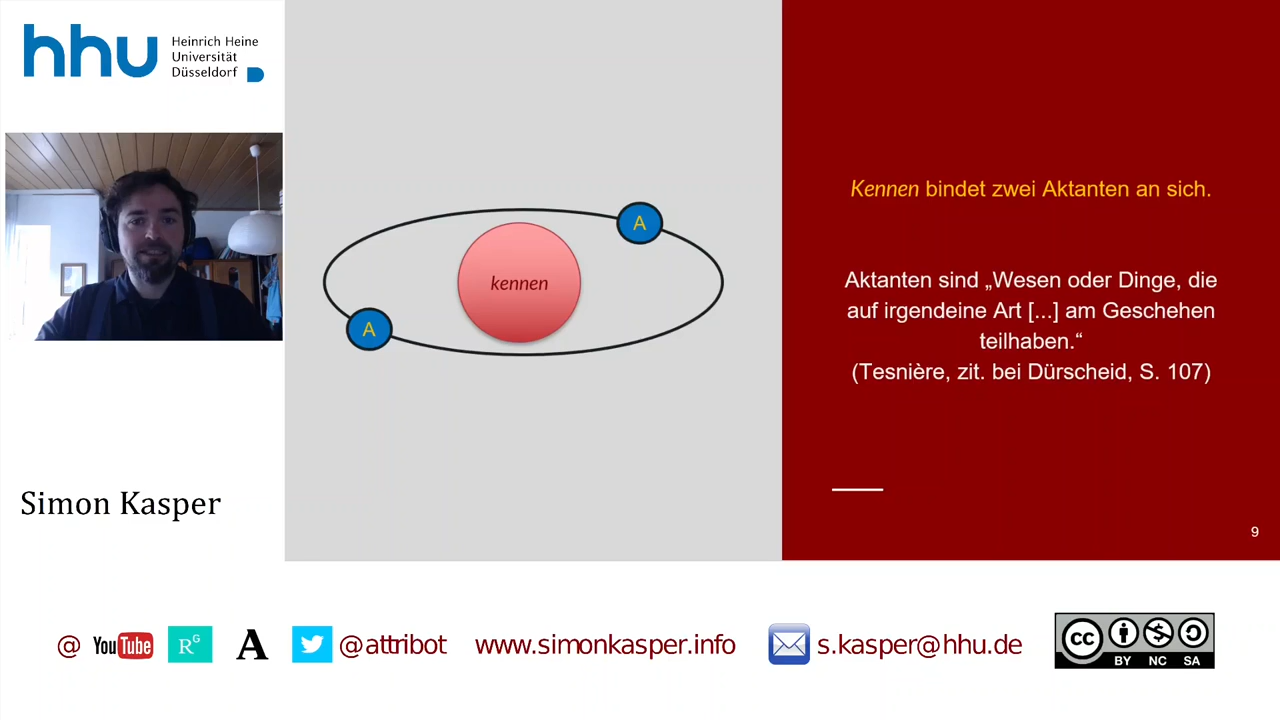 hhu
Heinrich Heine
Universität
Düsseldorf
Simon Kasper
A
kennen
A
Kennen bindet zwei Aktanten an sich.
Aktanten sind „Wesen oder Dinge, die
auf irgendeine Art [...] am Geschehen
teilhaben.“
(Tesnière, zit. bei Dürscheid, S. 107)
9
@ YouTube RG A @attribot www.simonkasper.info s.kasper@hhu.de
cc BY NC SA